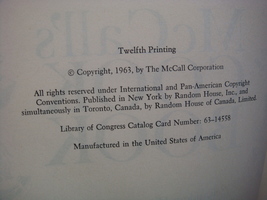 Twelfth Printing
© Copyright, 1963, by The McCall Corporation
All rights reserved under International and Pan-American Copyright
Conventions. Published in New York by Random House, Inc., and
simultaneously in Toronto, Canada, by Random House of Canada, Limited.
Library of Congress Catalog Card Number: 63-14558
Manufactured in the United States of America